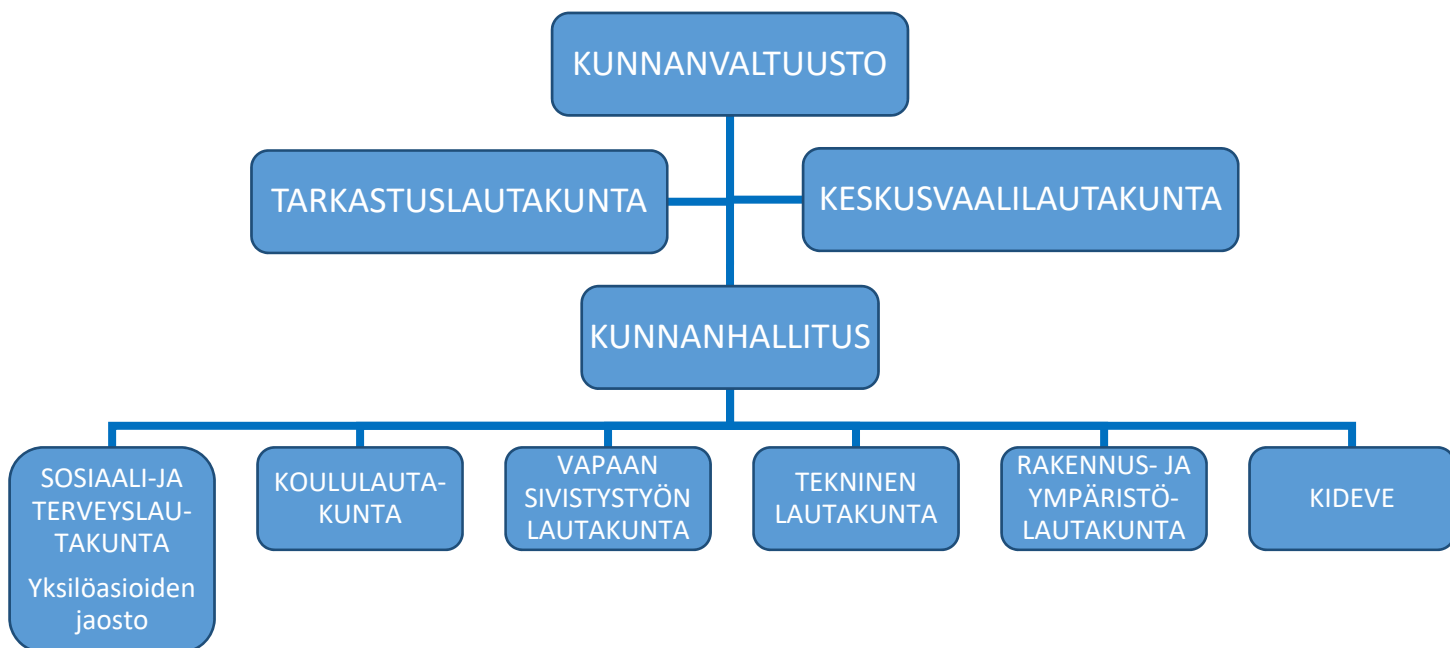 KUNNANVALTUUSTO
TARKASTUSLAUTAKUNTA
KESKUSVAALILAUTAKUNTA
KUNNANHALLITUS
SOSIAALI-JA
TERVEYSLAU-
TAKUNTA
Yksilöasioiden
jaosto
KOULULAUTA-
KUNTA
VAPAAN
SIVISTYSTYÖN
LAUTAKUNTA
TEKNINEN
LAUTAKUNTA
RAKENNUS- JA
YMPÄRISTÖ-
LAUTAKUNTA
KIDEVE